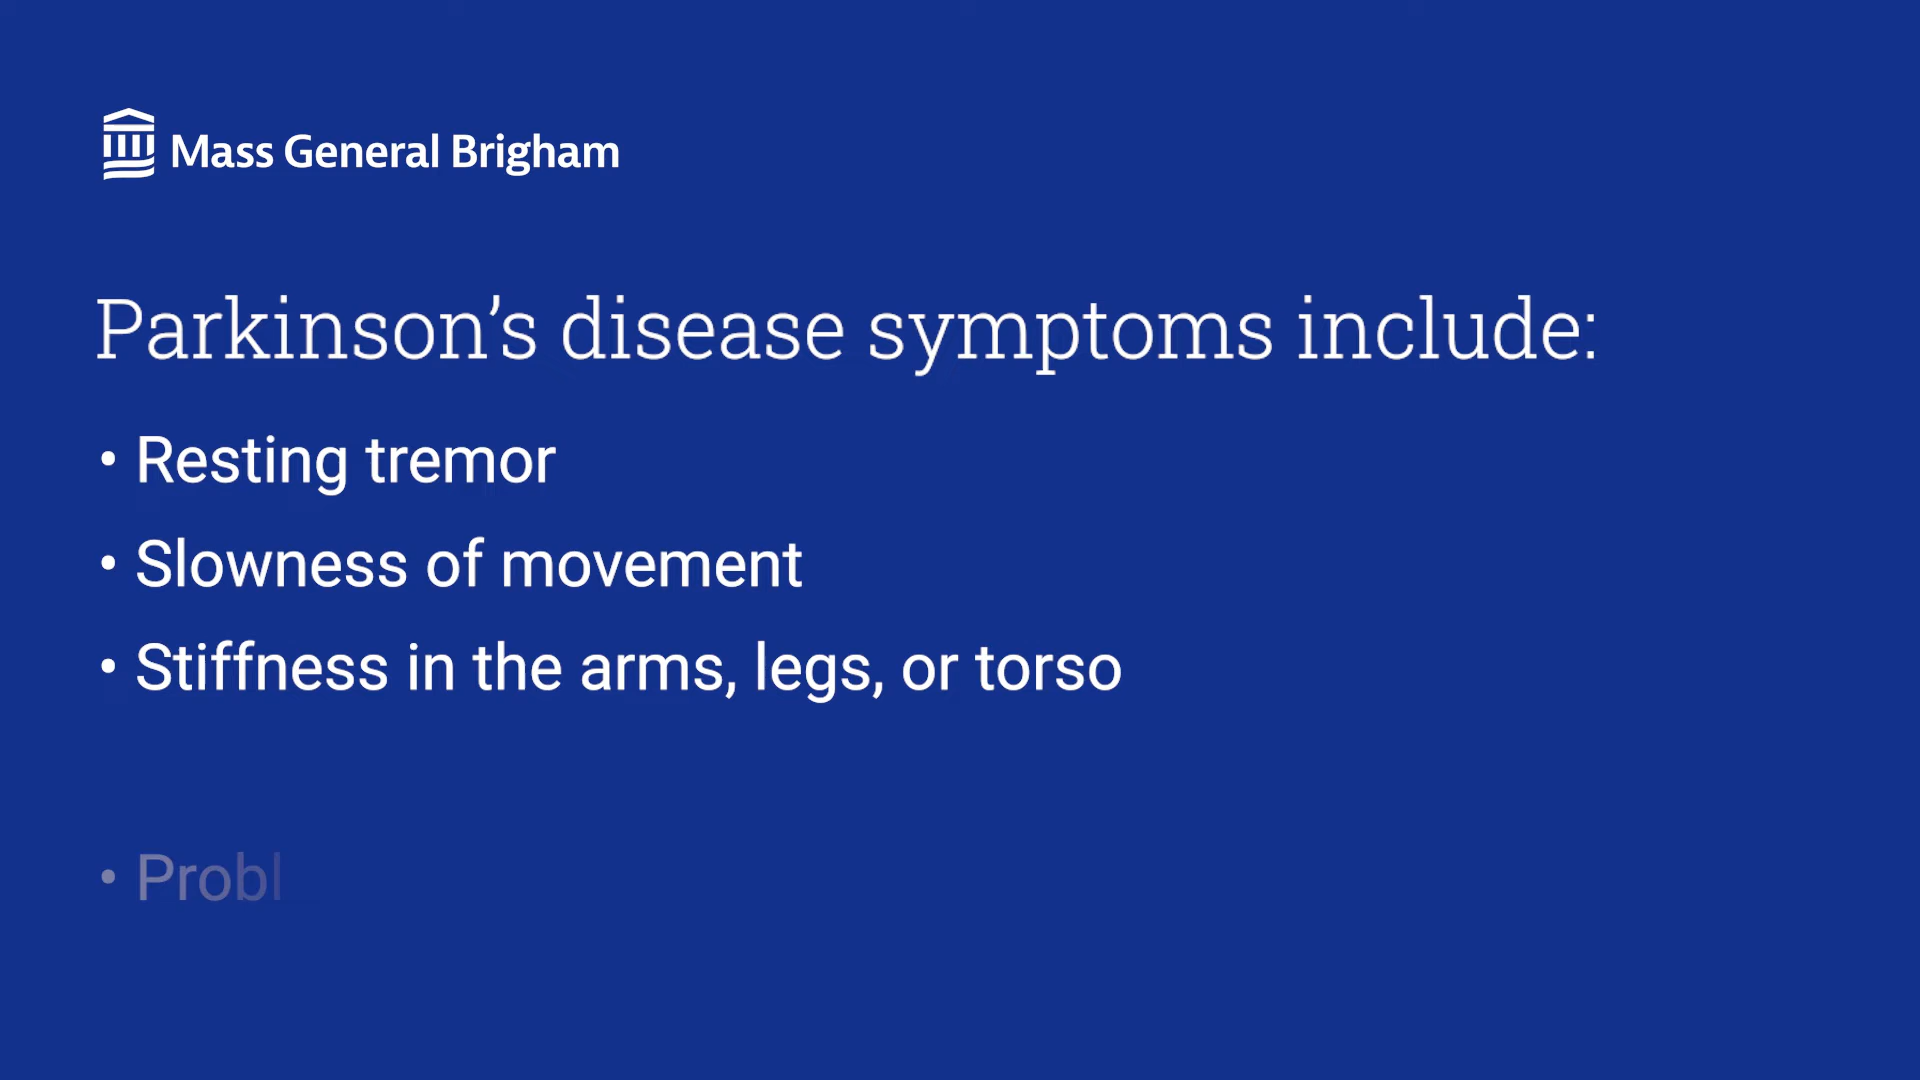 Mass General Brigham
Parkinson’s disease symptoms include:
• Resting tremor
• Slowness of movement
• Stiffness in the arms, legs, or torso
• Probl